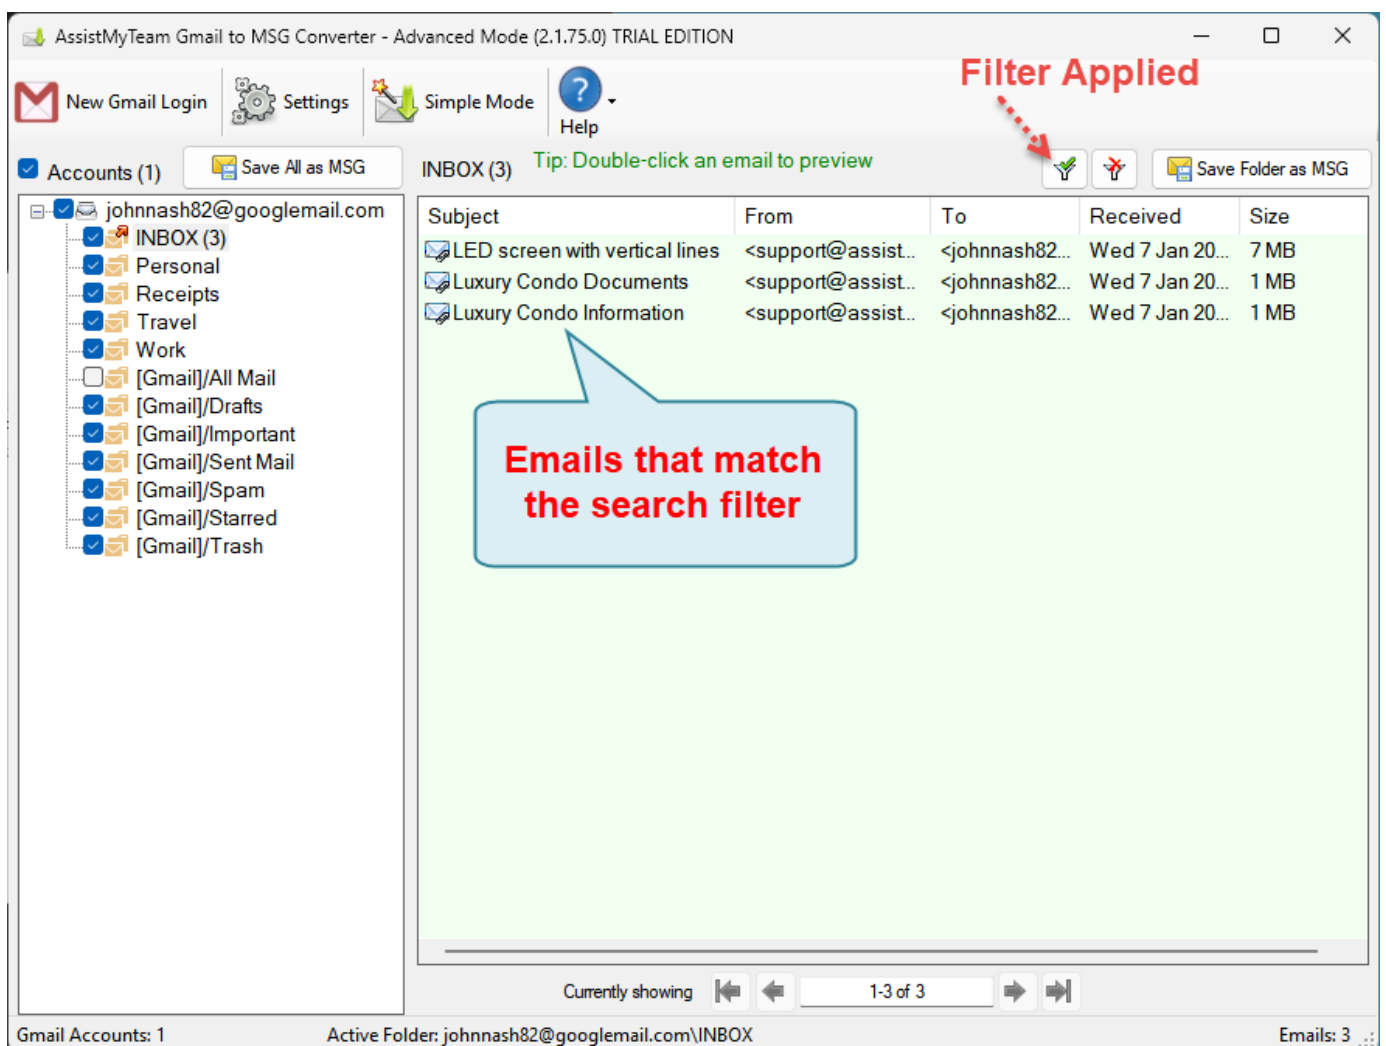 AssistMyTeam Gmail to MSG Converter - Advanced Mode (2.1.75.0) TRIAL EDITION
Filter Applied
New Gmail Login
Settings
Simple Mode
Help
Accounts (1)
Save All as MSG
INBOX (3)
Tip: Double-click an email to preview
Save Folder as MSG
johnnash82@googlemail.com
INBOX (3)
Personal
Receipts
Travel
Work
[Gmail]/All Mail
[Gmail]/Drafts
[Gmail]/Important
[Gmail]/Sent Mail
[Gmail]/Spam
[Gmail]/Starred
[Gmail]/Trash
Subject From To Received Size
LED screen with vertical lines <support@assist... <johnnash82... Wed 7 Jan 20... 7 MB
Luxury Condo Documents <support@assist... <johnnash82... Wed 7 Jan 20... 1 MB
Luxury Condo Information <support@assist... <johnnash82... Wed 7 Jan 20... 1 MB
Emails that match
the search filter
Currently showing 1-3 of 3
Gmail Accounts: 1 Active Folder: johnnash82@googlemail.com\INBOX Emails: 3